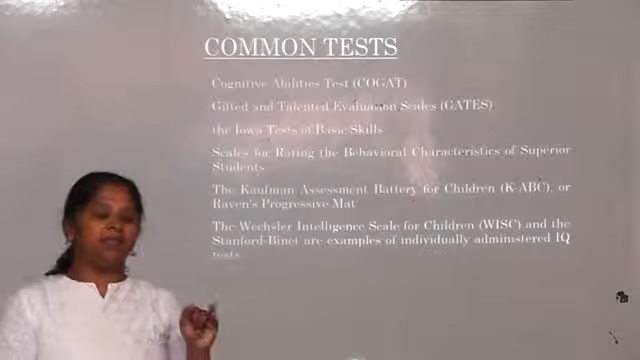 COMMON TESTS
Cognitive Abilities Test (COGAT)
Gifted and Talented Evaluation Scales (GATES)
the Iowa Tests of Basic Skills
Scales for Rating the Behavioral Characteristics of Superior
Students
The Kaufman Assessment Battery for Children (K-ABC), or
Raven's Progressive Mat
The Wechsler Intelligence Scale for Children (WISC) and the
Stanford-Binet are examples of individually administered IQ
tests